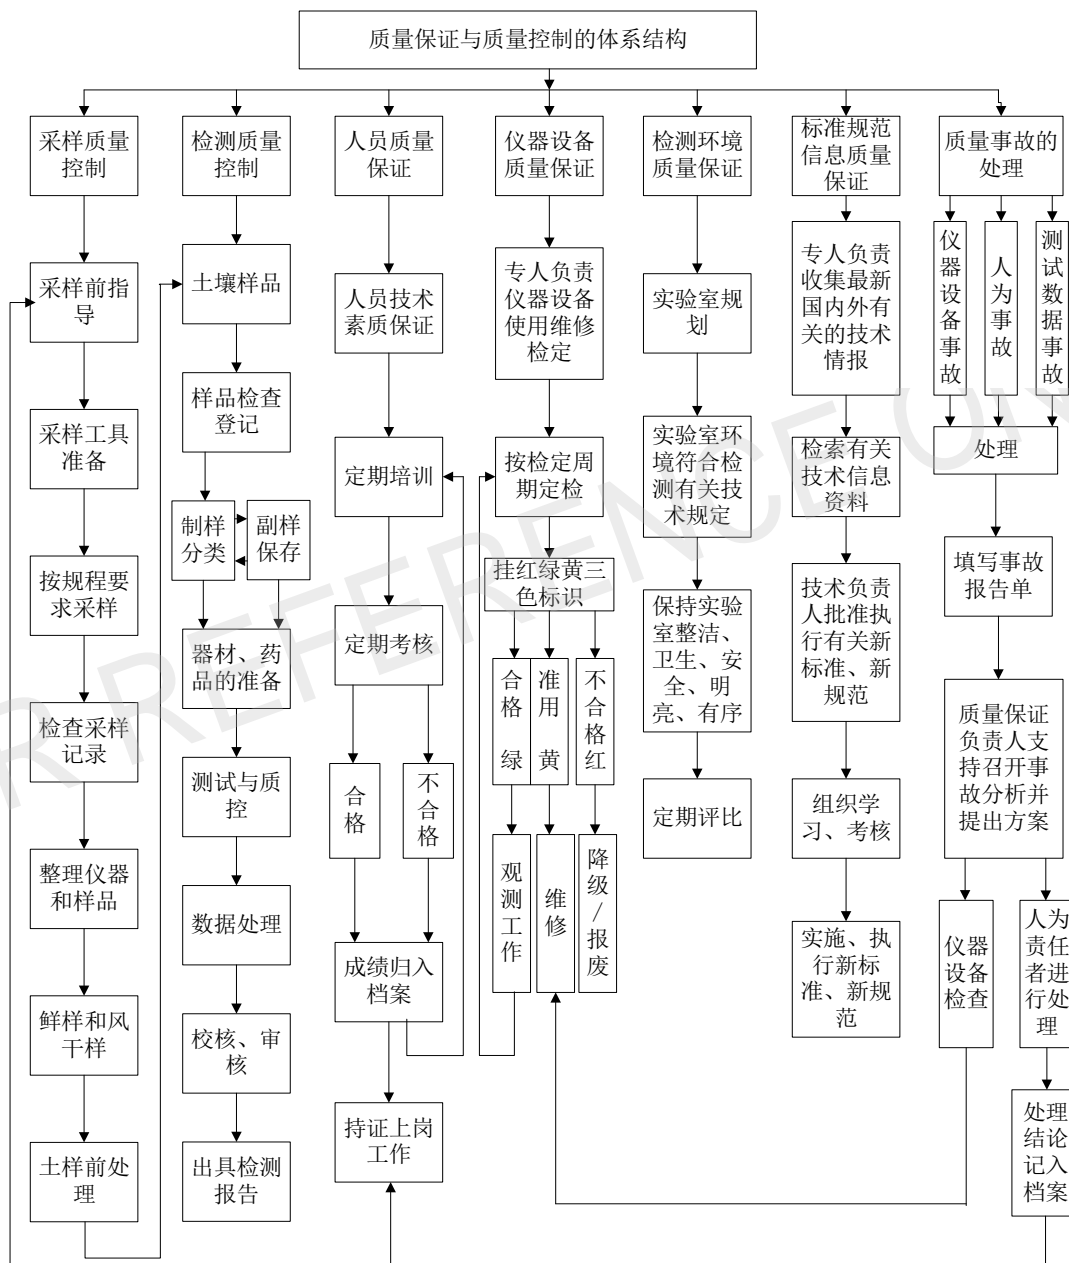 质量保证与质量控制的体系结构
采样质量
控制
检测质量
控制
人员质量
保证
仪器设备
质量保证
检测环境
质量保证
标准规范
信息质量
保证
质量事故的
处理
采样前指
导
采样工具
准备
按规程要
求采样
检查采样
记录
整理仪器
和样品
鲜样和风
干样
土样前处
理
土壤样品
样品检查
登记
制样
分类
副样
保存
器材、药
品的准备
测试与质
控
数据处理
校核、审
核
出具检测
报告
人员技术
素质保证
定期培训
定期考核
合格
不合格
成绩归入
档案
持证上岗
工作
专人负责
仪器设备
使用维修
检定
按检定周
期定检
挂红绿黄三
色标识
合格 绿
准用 黄
不合格红
观测工作
维修
降级/报废
实验室规
划
实验室环
境符合检
测有关技
术规定
保持实验
室整洁、
卫生、安
全、明
亮、有序
定期评比
专人负责
收集最新
国内外有
关的技术
情报
检索有关
技术信息
资料
技术负责
人批准执
行有关新
标准、新
规范
组织学
习、考核
实施、执
行新标
准、新规
范
仪器设备事故
人为事故
测试数据事故
处理
填写事故
报告单
质量保证
负责人支
持召开事
故分析并
提出方案
仪器
设备
检查
人为
责任
者进
行处
理
处理
结论
记入
档案
R REFERENCE ON